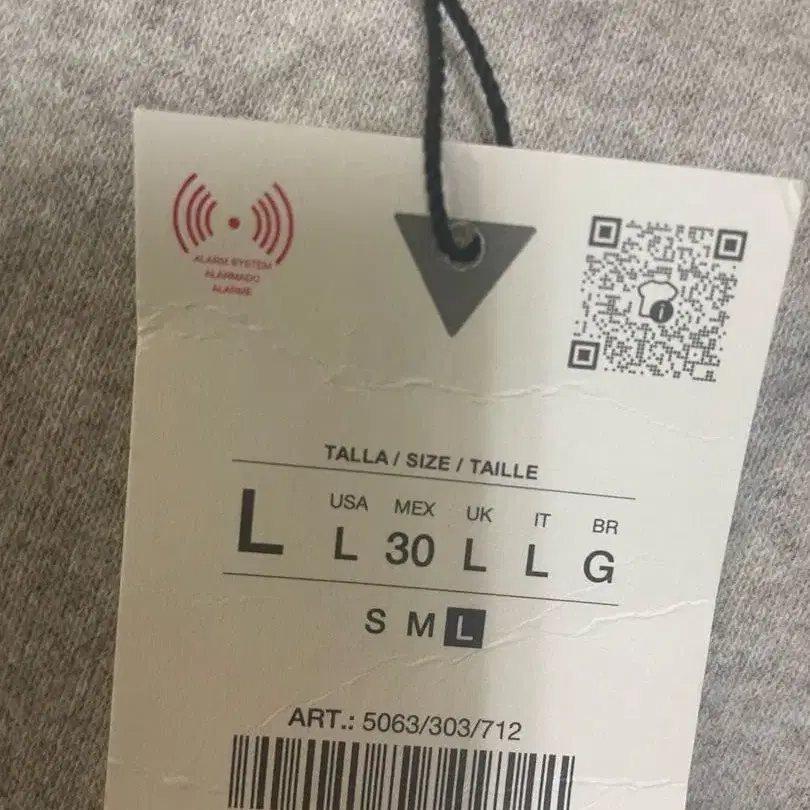 ALARM SYSTEM
ALARMADO
ALARME
i
TALLA / SIZE / TAILLE
USA MEX UK IT BR
L L 30 L L G
S M L
ART.: 5063/303/712